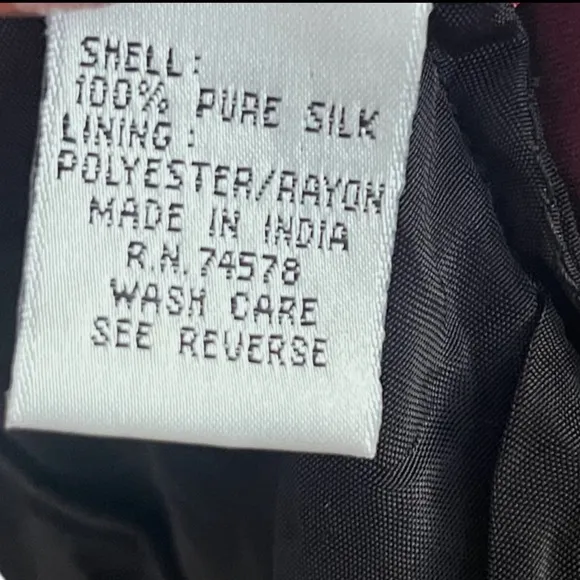 SHELL:
100% PURE SILK
LINING:
POLYESTER/RAYON
MADE IN INDIA
R.N. 74578
WASH CARE
SEE REVERSE